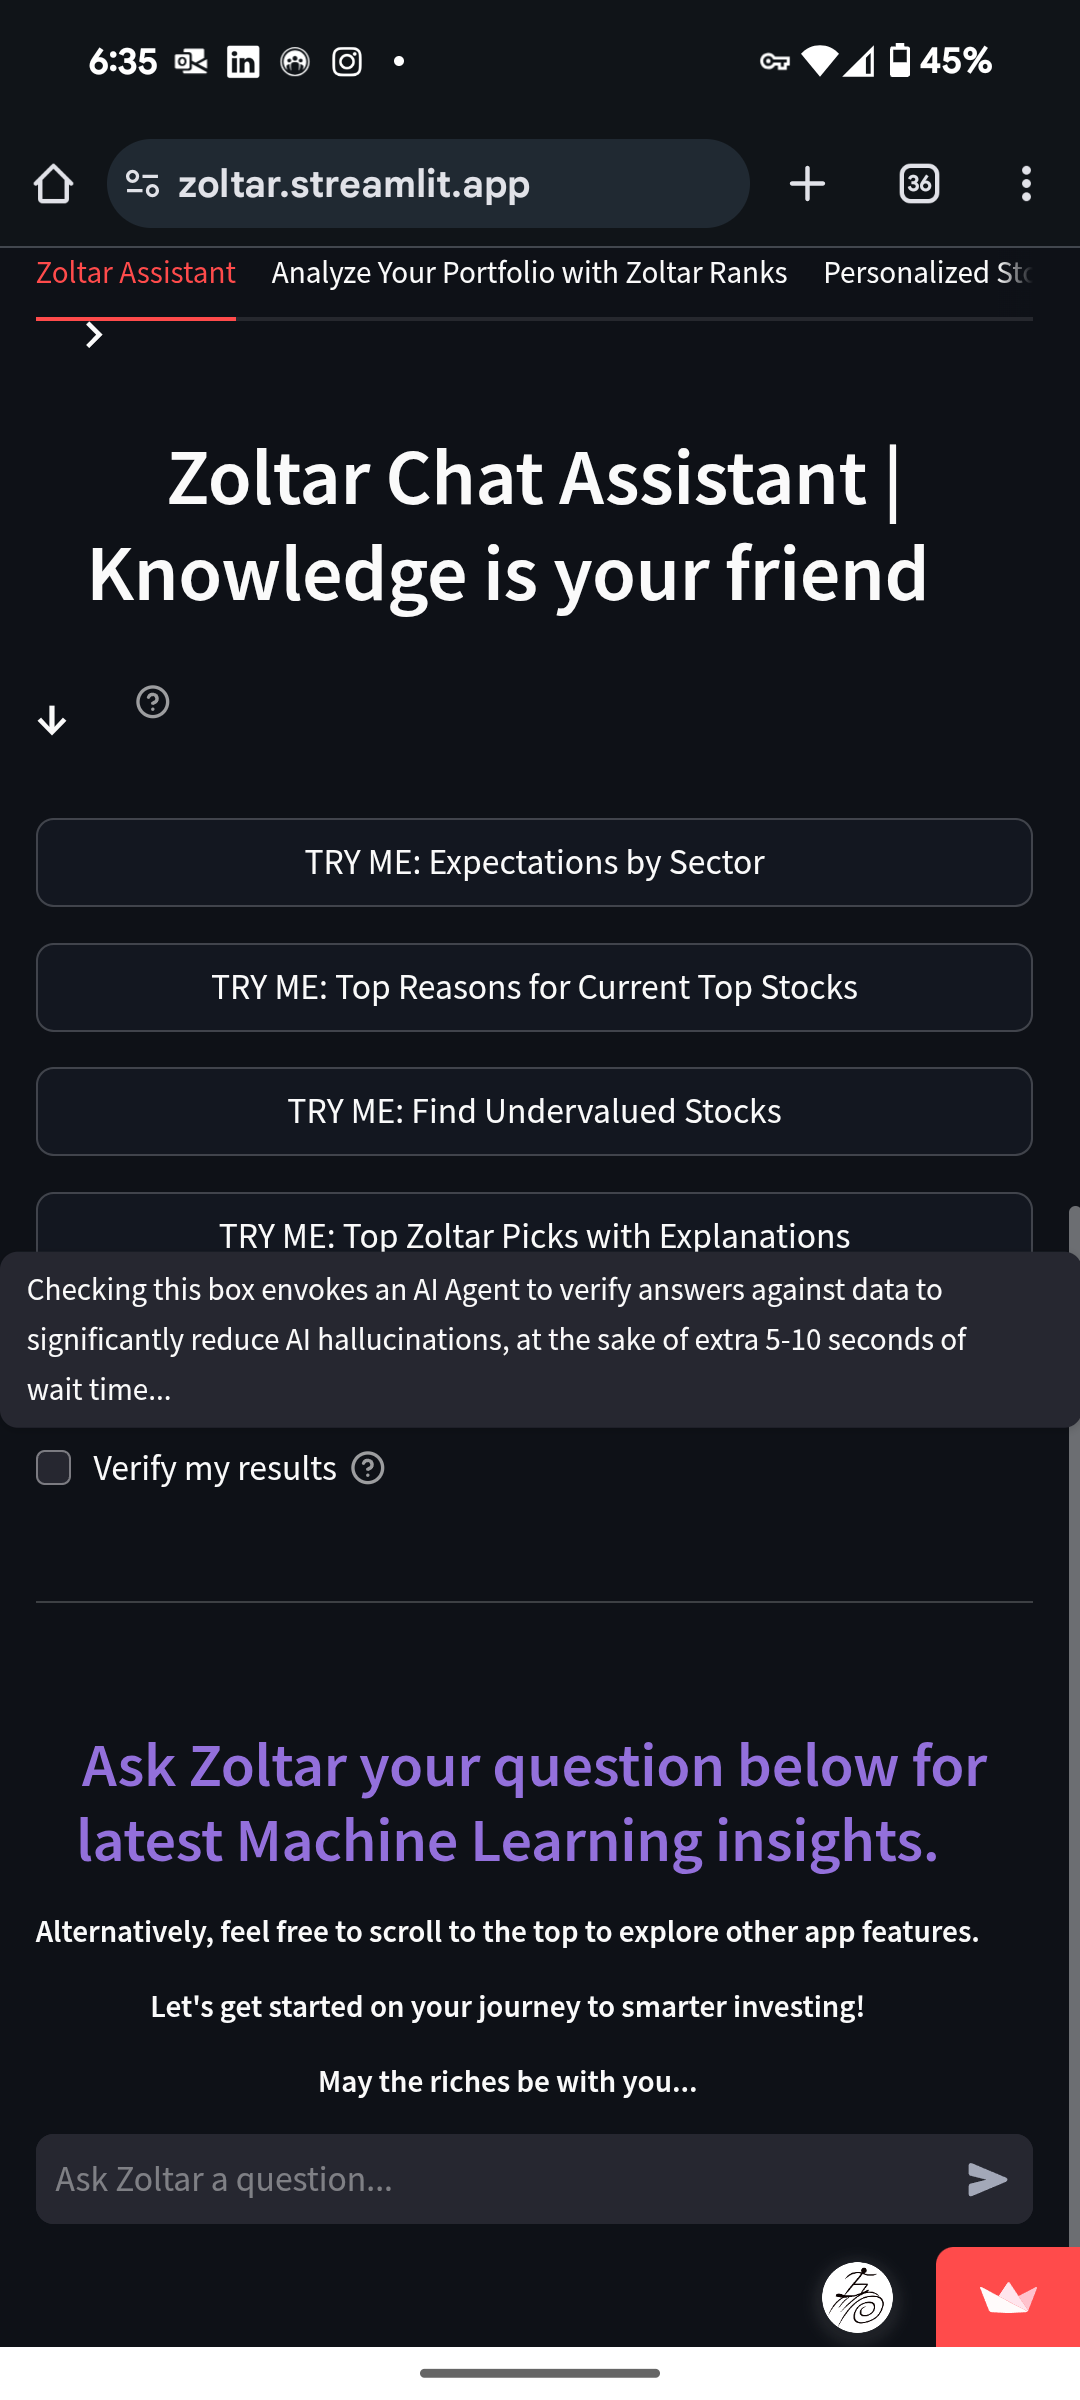 6:35
45%
zoltar.streamlit.app
36
Zoltar Assistant Analyze Your Portfolio with Zoltar Ranks Personalized Sto
Zoltar Chat Assistant |
Knowledge is your friend
TRY ME: Expectations by Sector
TRY ME: Top Reasons for Current Top Stocks
TRY ME: Find Undervalued Stocks
TRY ME: Top Zoltar Picks with Explanations
Checking this box envokes an AI Agent to verify answers against data to
significantly reduce AI hallucinations, at the sake of extra 5-10 seconds of
wait time...
Verify my results
Ask Zoltar your question below for
latest Machine Learning insights.
Alternatively, feel free to scroll to the top to explore other app features.
Let's get started on your journey to smarter investing!
May the riches be with you...
Ask Zoltar a question...